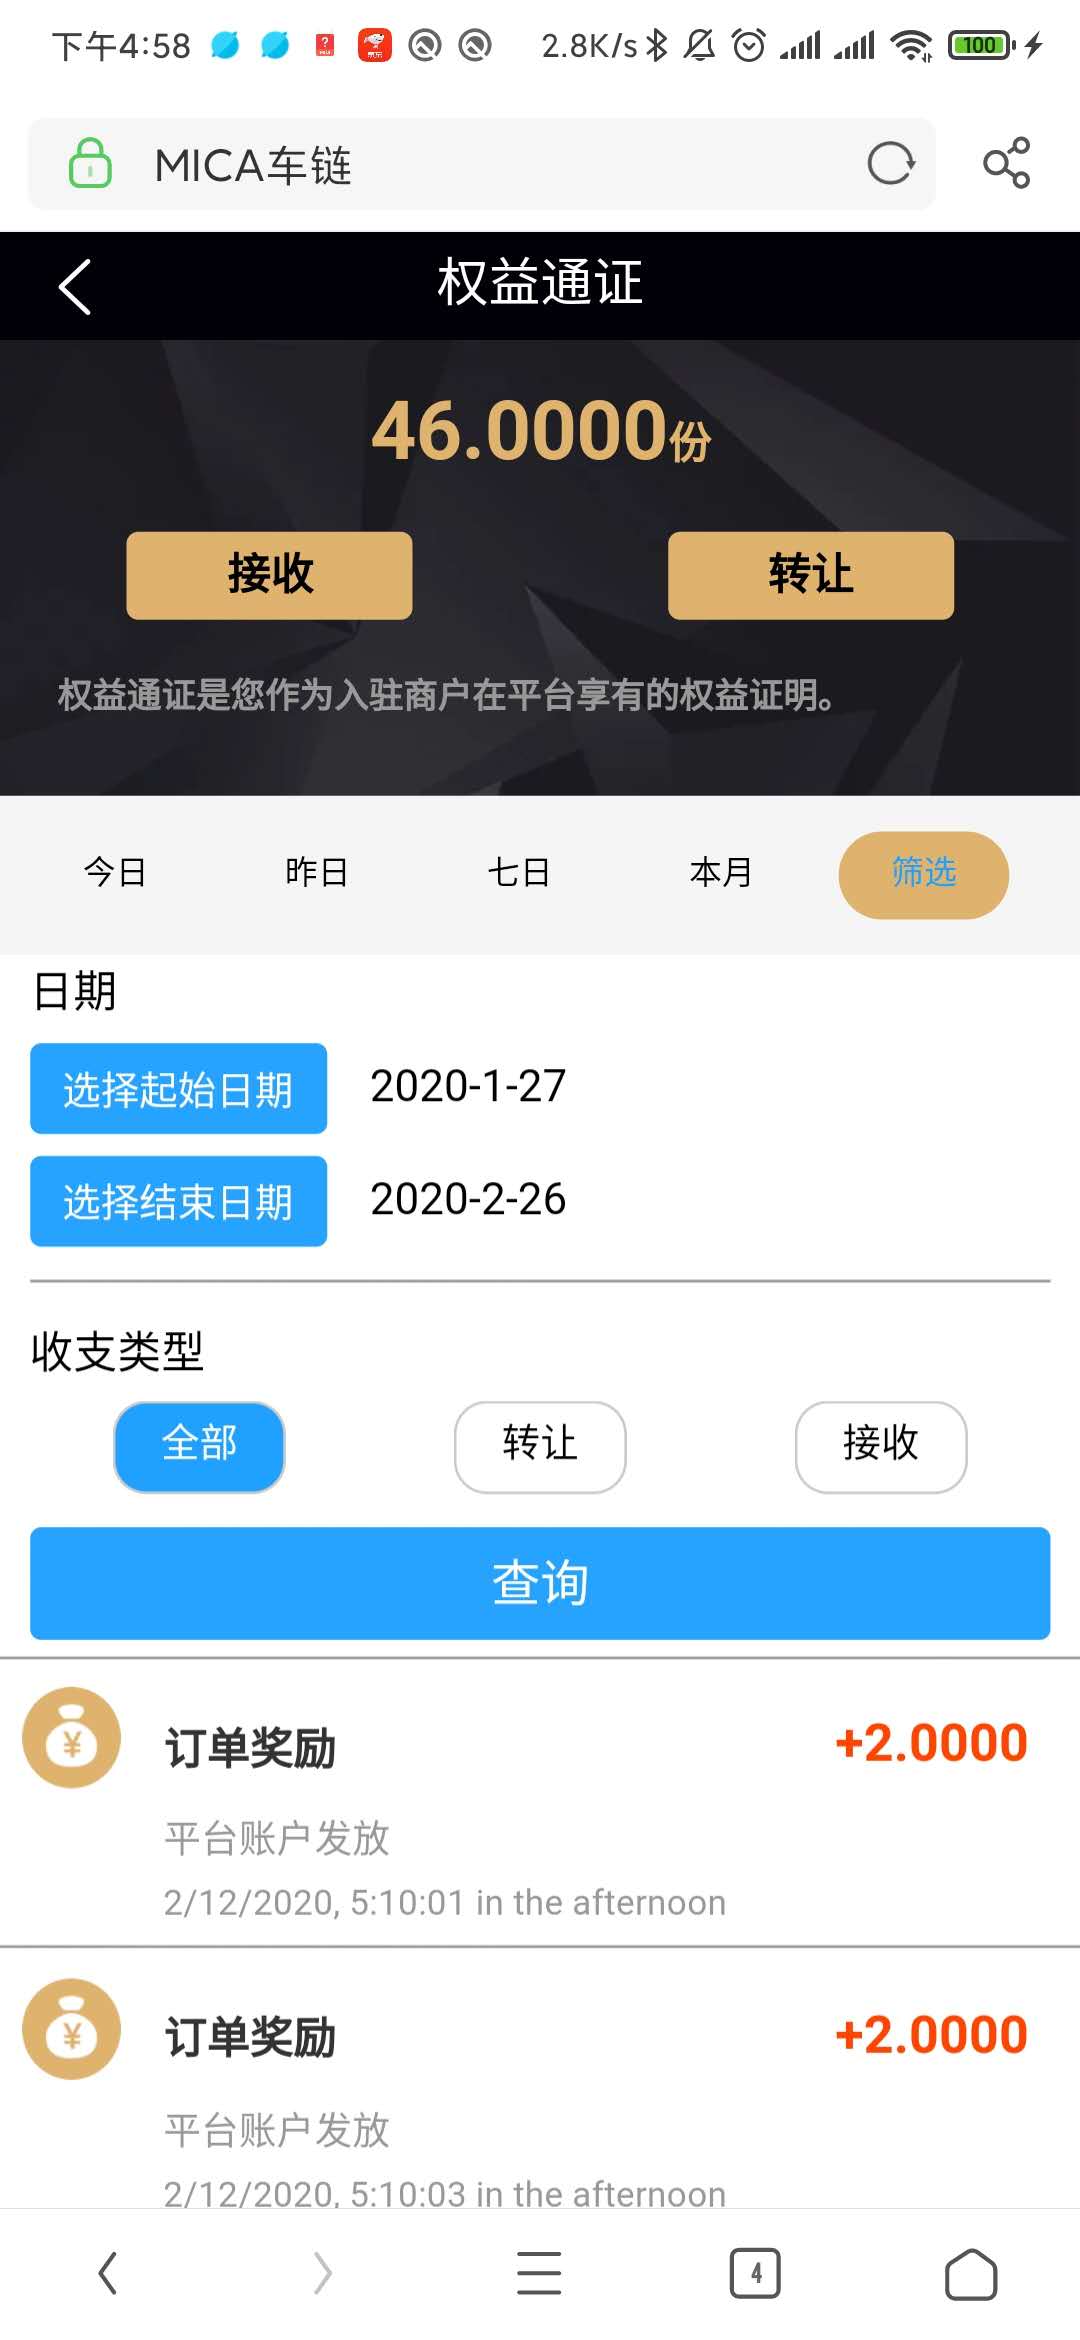 下午4:58 2.8K/s 100
MICA车链
权益通证
46.0000份
接收 转让
权益通证是您作为入驻商户在平台享有的权益证明。
今日 昨日 七日 本月 筛选
日期
选择起始日期 2020-1-27
选择结束日期 2020-2-26
收支类型
全部 转让 接收
查询
订单奖励 +2.0000
平台账户发放
2/12/2020, 5:10:01 in the afternoon
订单奖励 +2.0000
平台账户发放
2/12/2020, 5:10:03 in the afternoon
4